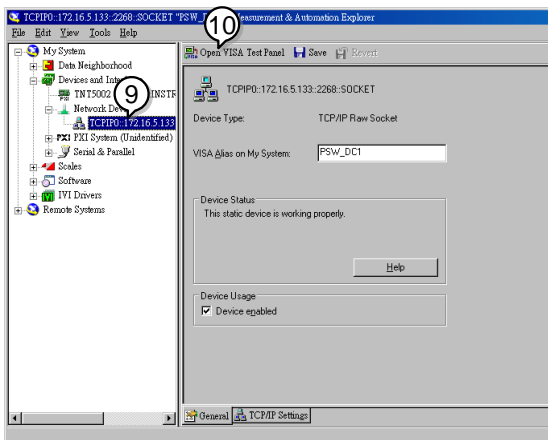 TCPIP0::172.16.5.133::2268::SOCKET "PSW_ Measurement & Automation Explorer
10
File Edit View Tools Help
My System
Data Neighborhood
Devices and
TNT5002 INSTR
Network
TCPIP0::172.16.5.133
PXI PXI System (Unidentified)
Serial & Parallel
Scales
Software
IVI Drivers
Remote Systems
9
Open VISA Test Panel Save Revert
TCPIP0::172.16.5.133::2268::SOCKET
Device Type: TCP/IP Raw Socket
VISA Alias on My System: PSW_DC1
Device Status
This static device is working properly.
Help
Device Usage
Device enabled
General TCP/IP Settings